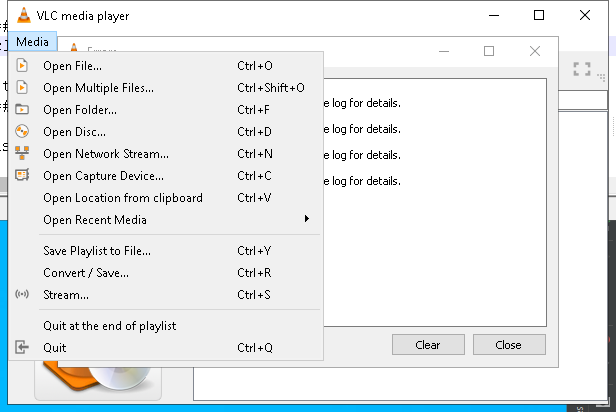 VLC media player
Media
Open File... Ctrl+O
Open Multiple Files... Ctrl+Shift+O
Open Folder... Ctrl+F
Open Disc... Ctrl+D
Open Network Stream... Ctrl+N
Open Capture Device... Ctrl+C
Open Location from clipboard Ctrl+V
Open Recent Media
Save Playlist to File... Ctrl+Y
Convert / Save... Ctrl+R
Stream... Ctrl+S
Quit at the end of playlist
Quit Ctrl+Q
log for details.
log for details.
log for details.
log for details.
Clear Close